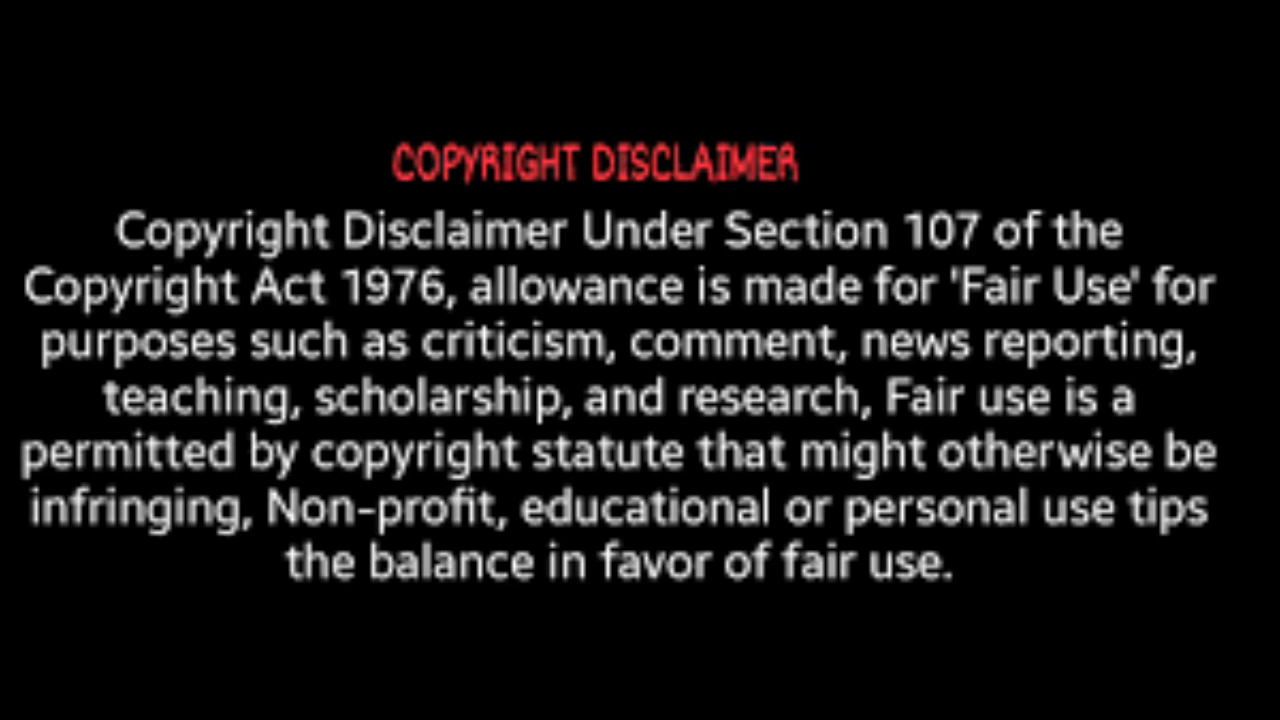 COPYRIGHT DISCLAIMER
Copyright Disclaimer Under Section 107 of the
Copyright Act 1976, allowance is made for 'Fair Use' for
purposes such as criticism, comment, news reporting,
teaching, scholarship, and research, Fair use is a
permitted by copyright statute that might otherwise be
infringing, Non-profit, educational or personal use tips
the balance in favor of fair use.